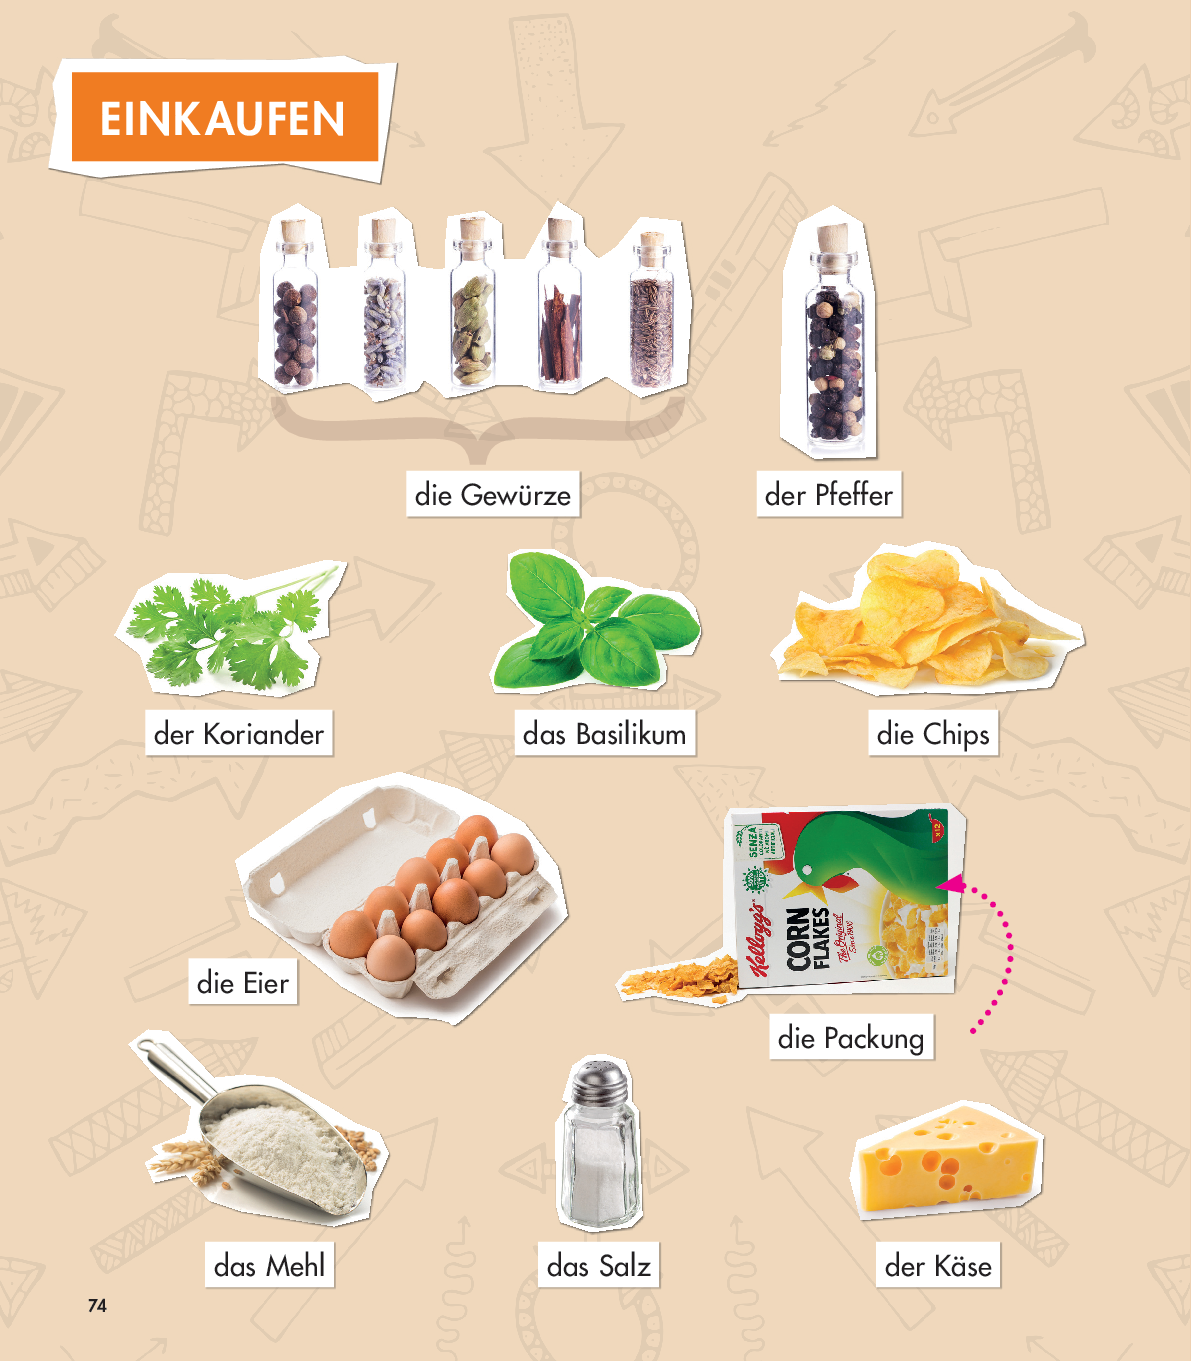 EINKAUFEN
die Gewürze
der Pfeffer
der Koriander
das Basilikum
die Chips
die Eier
SENZA
Kellogg's
CORN
FLAKES
The Original
die Packung
das Mehl
das Salz
der Käse
74